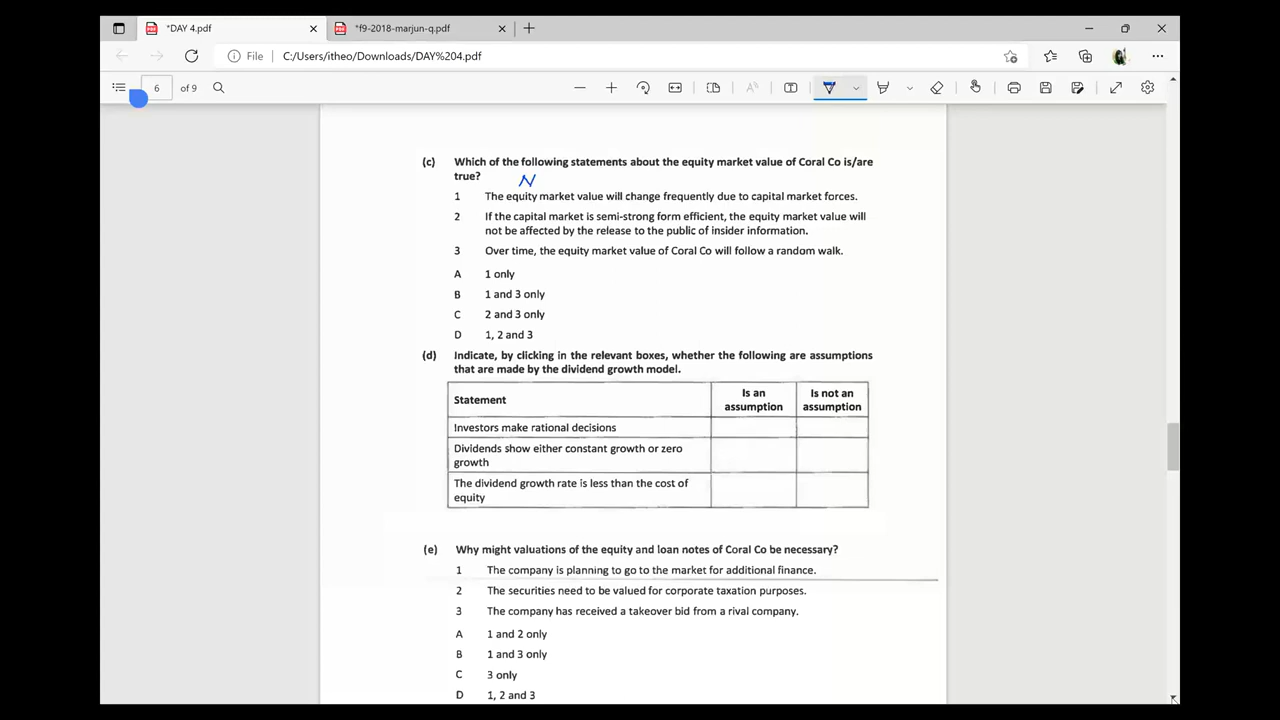 *DAY 4.pdf
*f9-2018-marjun-q.pdf
File C:/Users/itheo/Downloads/DAY%204.pdf
6 of 9
(c) Which of the following statements about the equity market value of Coral Co is/are
true?
N
1 The equity market value will change frequently due to capital market forces.
2 If the capital market is semi-strong form efficient, the equity market value will
not be affected by the release to the public of insider information.
3 Over time, the equity market value of Coral Co will follow a random walk.
A 1 only
B 1 and 3 only
C 2 and 3 only
D 1, 2 and 3
(d) Indicate, by clicking in the relevant boxes, whether the following are assumptions
that are made by the dividend growth model.
Statement
Is an
assumption
Is not an
assumption
Investors make rational decisions
Dividends show either constant growth or zero
growth
The dividend growth rate is less than the cost of
equity
(e) Why might valuations of the equity and loan notes of Coral Co be necessary?
1 The company is planning to go to the market for additional finance.
2 The securities need to be valued for corporate taxation purposes.
3 The company has received a takeover bid from a rival company.
A 1 and 2 only
B 1 and 3 only
C 3 only
D 1, 2 and 3